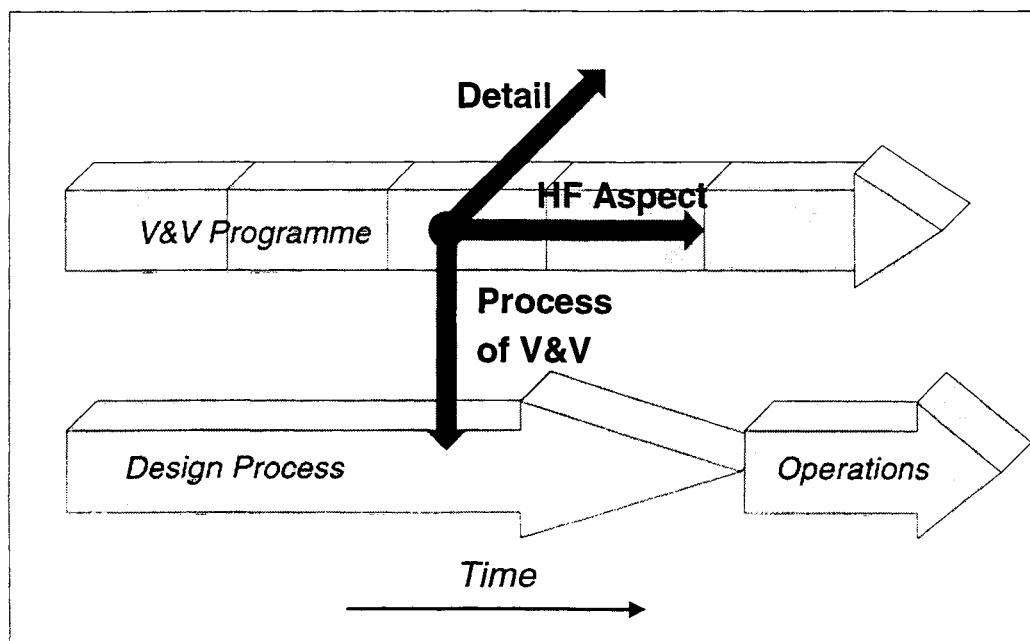 Detail
HF Aspect
V&V Programme
Process
of V&V
Design Process
Operations
Time